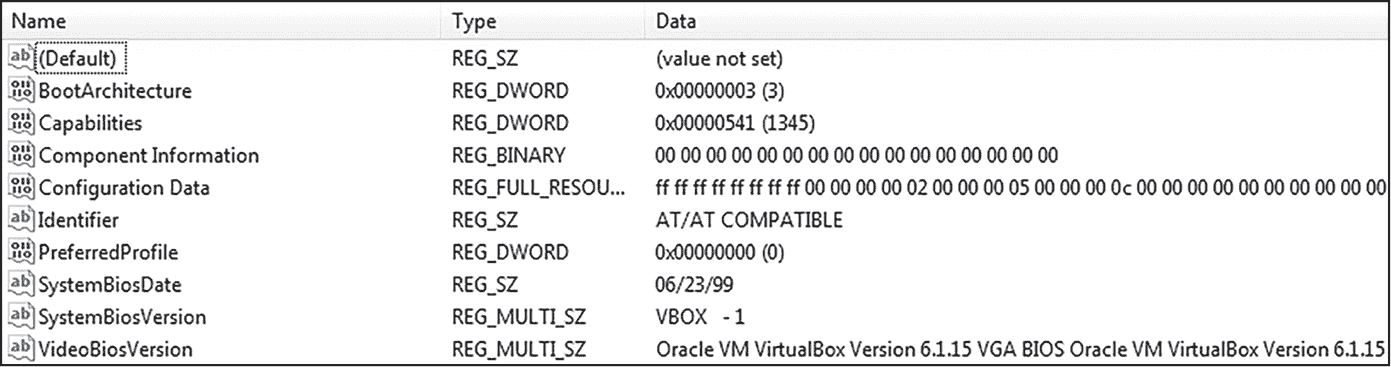 Name Type Data
(Default) REG_SZ (value not set)
BootArchitecture REG_DWORD 0x00000003 (3)
Capabilities REG_DWORD 0x00000541 (1345)
Component Information REG_BINARY 00 00 00 00 00 00 00 00 00 00 00 00 00 00 00 00
Configuration Data REG_FULL_RESOU... ff ff ff ff ff ff ff ff 00 00 00 00 02 00 00 00 05 00 00 00 0c 00 00 00 00 00 00 00 00 00 00
Identifier REG_SZ AT/AT COMPATIBLE
PreferredProfile REG_DWORD 0x00000000 (0)
SystemBiosDate REG_SZ 06/23/99
SystemBiosVersion REG_MULTI_SZ VBOX - 1
VideoBiosVersion REG_MULTI_SZ Oracle VM VirtualBox Version 6.1.15 VGA BIOS Oracle VM VirtualBox Version 6.1.15